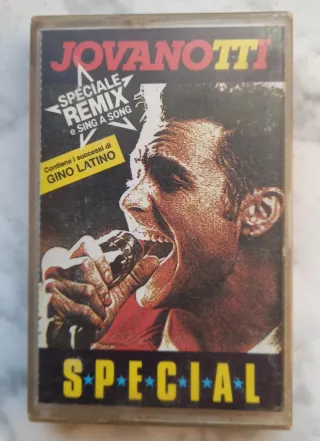 JOVANOTTI
SPECIALE
REMIX
e SING A SONG
Contiene i successi di
GINO LATINO
S★P★E★C★I★A★L